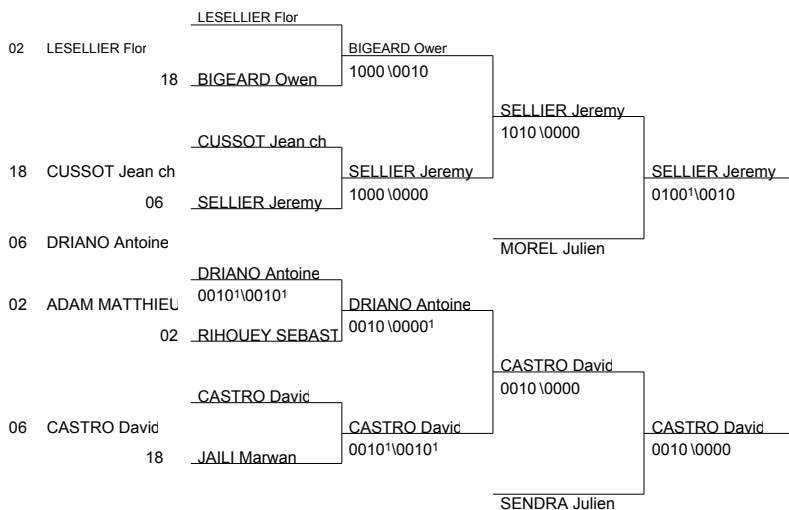 LESELLIER Flor
02 LESELLIER Flor
BIGEARD Ower
18 BIGEARD Owen
1000 \0010
SELLIER Jeremy
1010 \0000
CUSSOT Jean ch
18 CUSSOT Jean ch
SELLIER Jeremy
SELLIER Jeremy
1000 \0000
0100¹\0010
06 SELLIER Jeremy
06 DRIANO Antoine
MOREL Julien
DRIANO Antoine
0010¹\0010¹
02 ADAM MATTHIEU
DRIANO Antoine
0010 \0000¹
02 RIHOUEY SEBAST
CASTRO David
0010 \0000
CASTRO David
06 CASTRO David
CASTRO David
CASTRO David
0010¹\0010¹
0010 \0000
18 JAILI Marwan
SENDRA Julien